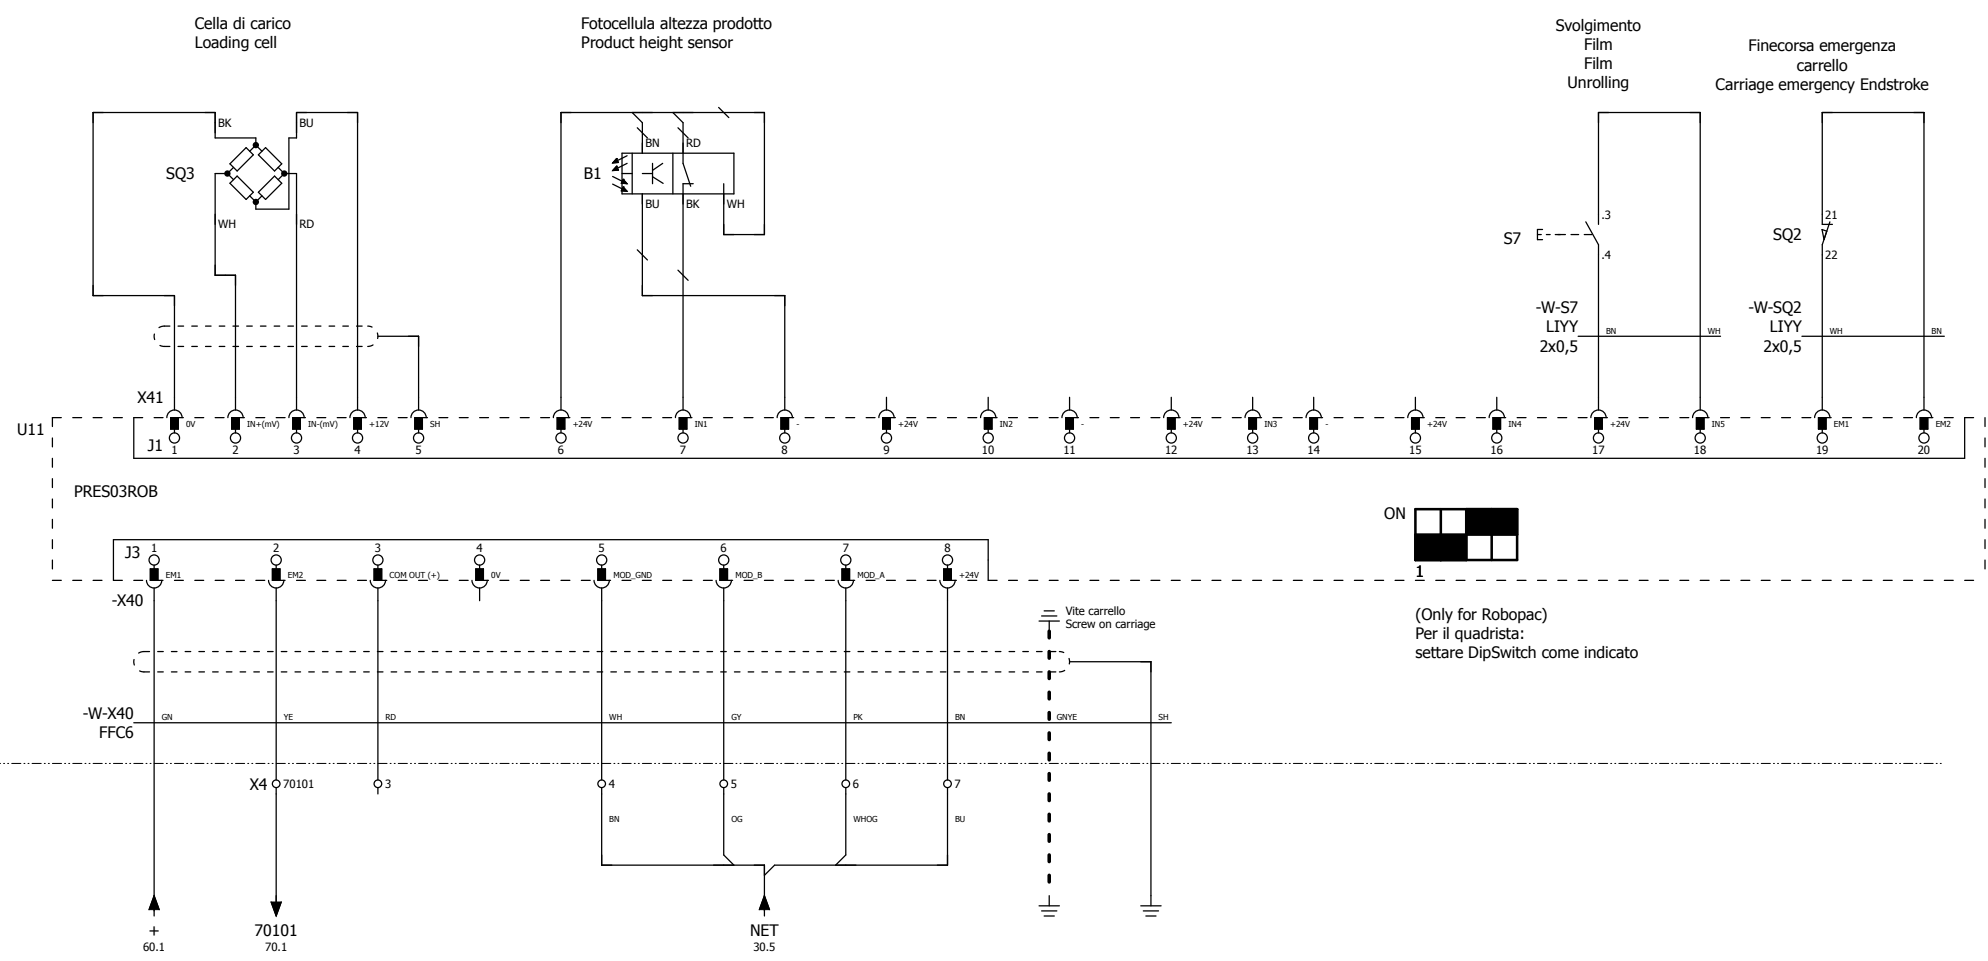 Cella di carico
Loading cell
Fotocellula altezza prodotto
Product height sensor
Svolgimento
Film
Film
Unrolling
Finecorsa emergenza
carrello
Carriage emergency Endstroke
BK
BU
SQ3
WH
RD
BN
RD
B1
BU
BK
WH
.3
S7
E
.4
21
SQ2
22
-W-S7
LIYY
2x0,5
BN
WH
-W-SQ2
LIYY
2x0,5
WH
BN
X41
U11
J1
0V
IN+(mV)
IN-(mV)
+12V
SH
+24V
IN1
-
+24V
IN2
-
+24V
IN3
-
+24V
IN4
+24V
IN5
EM1
EM2
1 2 3 4 5 6 7 8 9 10 11 12 13 14 15 16 17 18 19 20
PRES03ROB
ON
1
J3
1 2 3 4 5 6 7 8
EM1
EM2
COM OUT (+)
0V
MOD_GND
MOD_B
MOD_A
+24V
-X40
Vite carrello
Screw on carriage
(Only for Robopac)
Per il quadrista:
settare DipSwitch come indicato
-W-X40
FFC6
GN
YE
RD
WH
GY
PK
BN
GNYE
SH
X4
70101
3
4
5
6
7
BN
OG
WHOG
BU
+
60.1
70101
70.1
NET
30.5